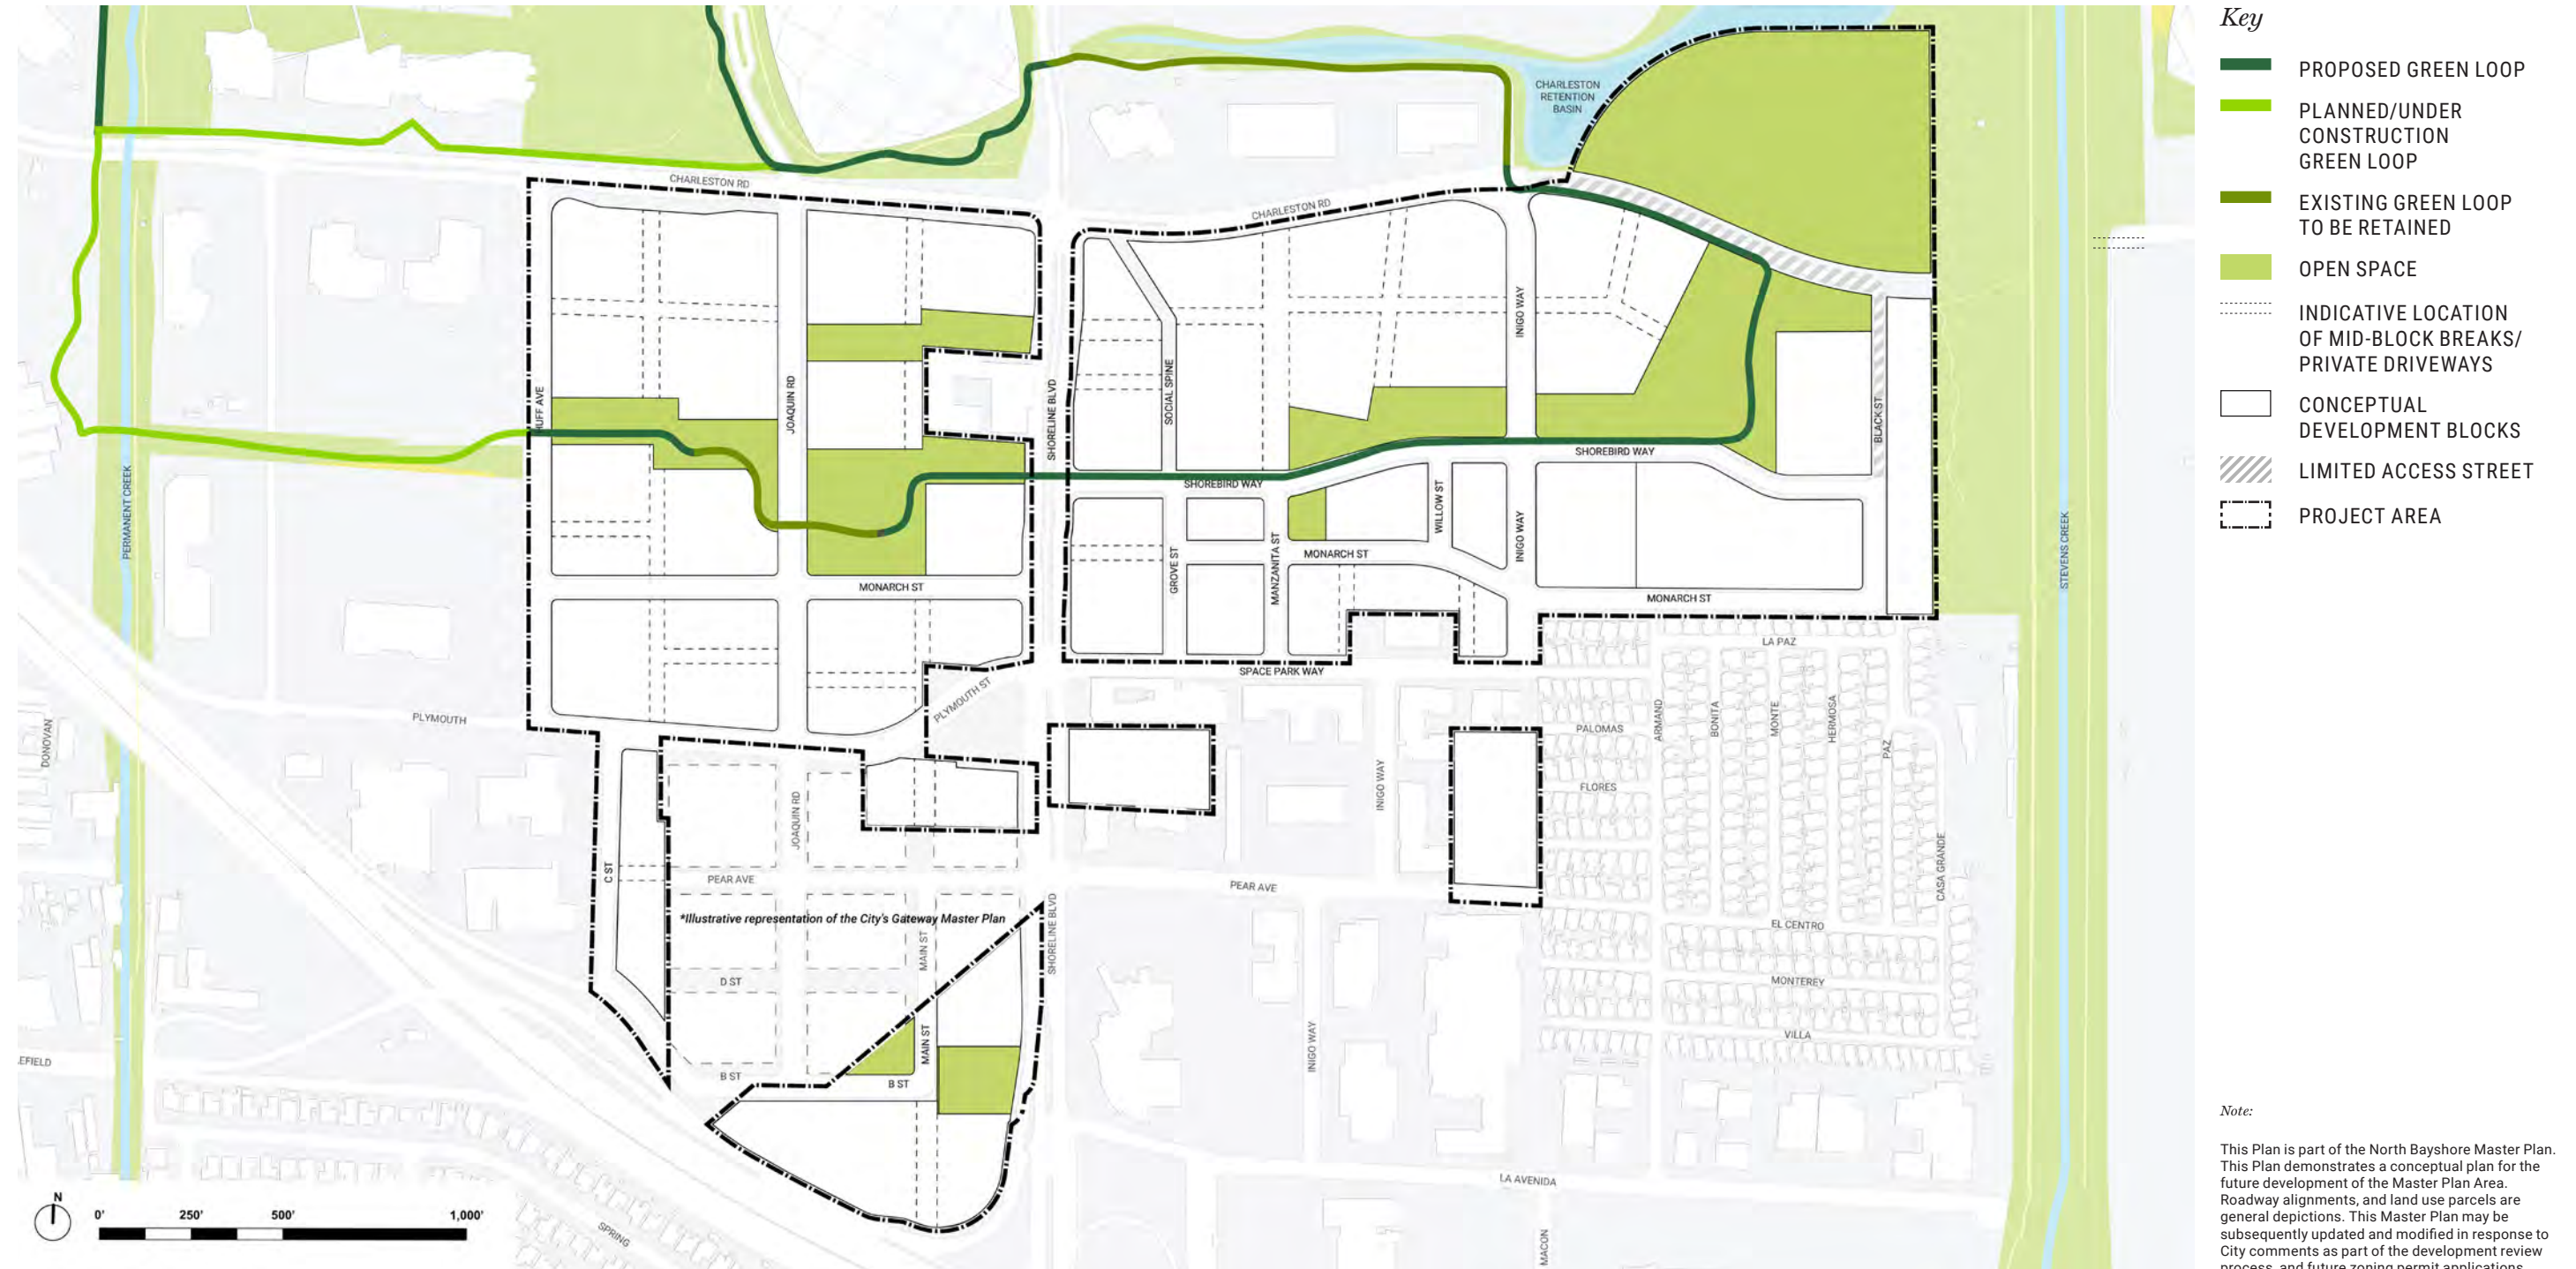 Key
PROPOSED GREEN LOOP
PLANNED/UNDER
CONSTRUCTION
GREEN LOOP
EXISTING GREEN LOOP
TO BE RETAINED
OPEN SPACE
INDICATIVE LOCATION
OF MID-BLOCK BREAKS/
PRIVATE DRIVEWAYS
CONCEPTUAL
DEVELOPMENT BLOCKS
LIMITED ACCESS STREET
PROJECT AREA
CHARLESTON
RETENTION
BASIN
CHARLESTON RD
CHARLESTON RD
HUFF AVE
JOAQUIN RD
SHORELINE BLVD
SOCIAL SPINE
INIGO WAY
BLACK ST
PERMANENT CREEK
STEVENS CREEK
SHOREBIRD WAY
SHOREBIRD WAY
WILLOW ST
INIGO WAY
GROVE ST
MANZANITA ST
MONARCH ST
MONARCH ST
MONARCH ST
SPACE PARK WAY
LA PAZ
PLYMOUTH ST
PLYMOUTH
DONOVAN
PALOMAS
ARMAND
BONITA
MONTE
HERMOSA
PAZ
FLORES
INIGO WAY
JOAQUIN RD
C ST
PEAR AVE
PEAR AVE
CASA GRANDE
*Illustrative representation of the City's Gateway Master Plan
MAIN ST
SHORELINE BLVD
EL CENTRO
D ST
MONTEREY
MAIN ST
INIGO WAY
VILLA
EFIELD
B ST
B ST
LA AVENIDA
SPRING
MACON
N
0' 250' 500' 1,000'
Note:
This Plan is part of the North Bayshore Master Plan.
This Plan demonstrates a conceptual plan for the
future development of the Master Plan Area.
Roadway alignments, and land use parcels are
general depictions. This Master Plan may be
subsequently updated and modified in response to
City comments as part of the development review
process, and future zoning permit applications